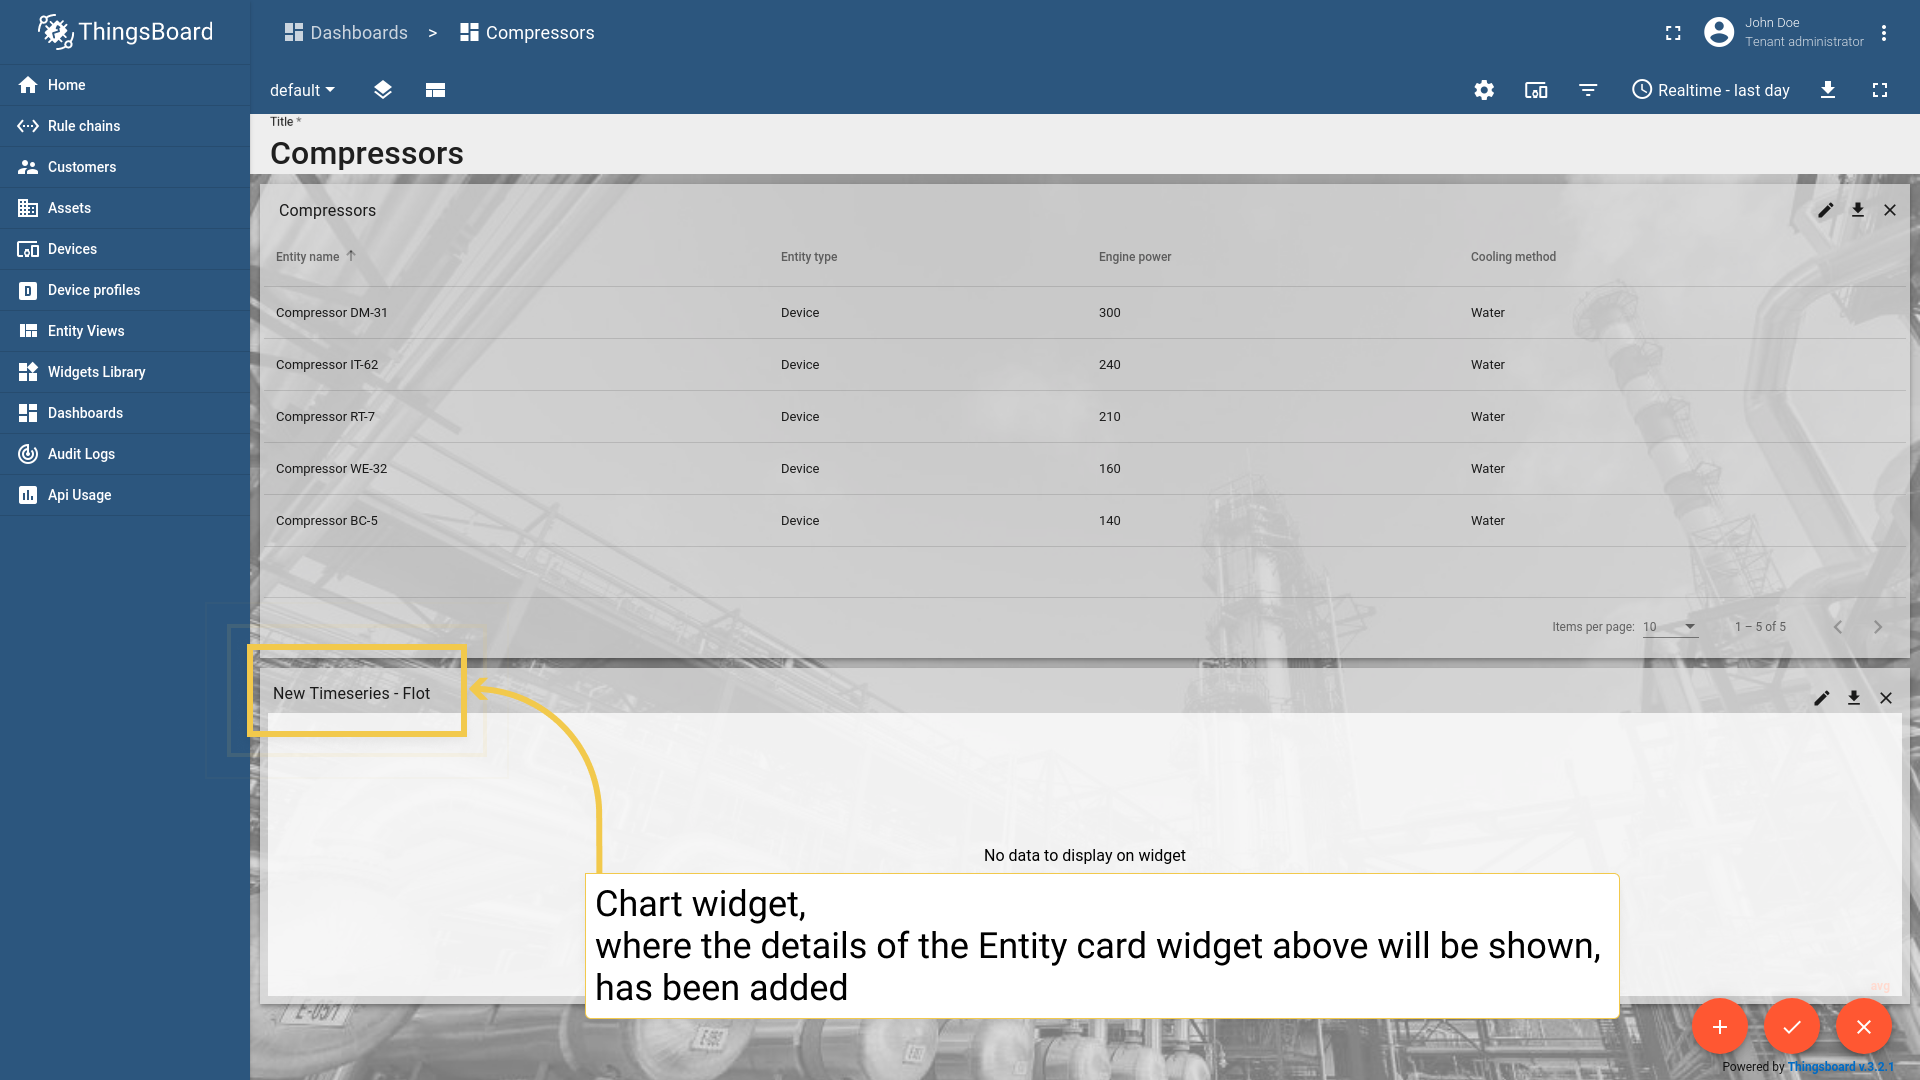 ThingsBoard
Dashboards > Compressors
John Doe
Tenant administrator
Home
Rule chains
Customers
Assets
Devices
Device profiles
Entity Views
Widgets Library
Dashboards
Audit Logs
Api Usage
default
Realtime - last day
Title *
Compressors
Compressors
Entity name Entity type Engine power Cooling method
Compressor DM-31 Device 300 Water
Compressor IT-62 Device 240 Water
Compressor RT-7 Device 210 Water
Compressor WE-32 Device 160 Water
Compressor BC-5 Device 140 Water
Items per page: 10 1 – 5 of 5
New Timeseries - Flot
No data to display on widget
Chart widget,
where the details of the Entity card widget above will be shown,
has been added
avg
Powered by Thingsboard v.3.2.1